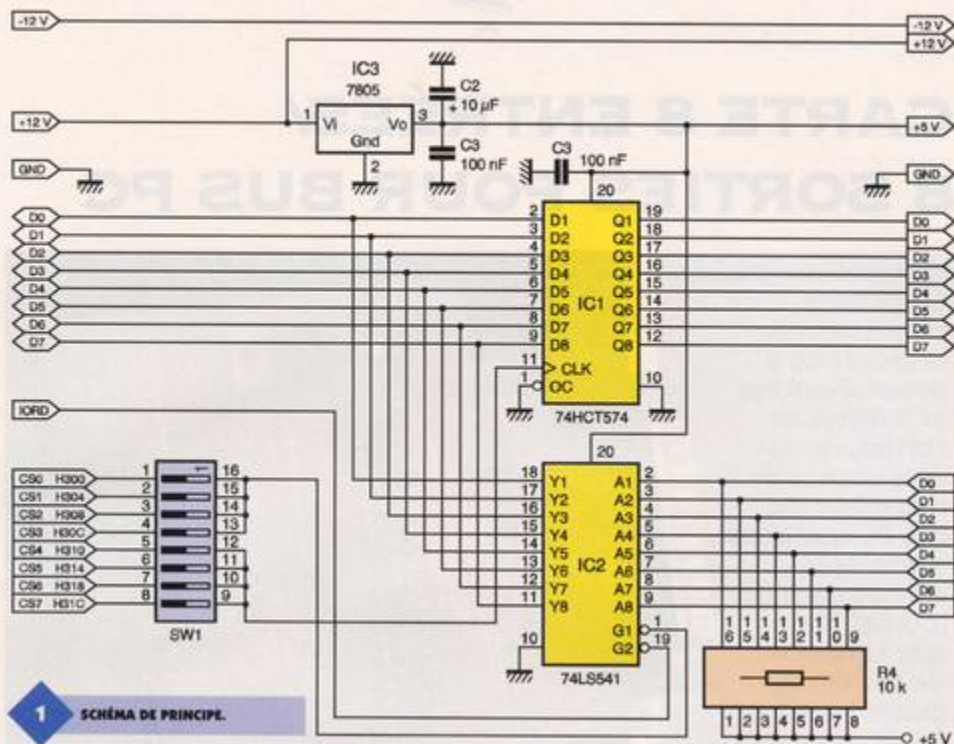 -12 V
-12 V
+12 V
IC3
7805
C2
+ 10 µF
+12 V
1
Vi
Vo
3
Gnd
2
C3
100 nF
C3
100 nF
+5 V
GND
GND
20
D0
D1
D2
D3
D4
D5
D6
D7
2
3
4
5
6
7
8
9
D1
D2
D3
D4
D5
D6
D7
D8
Q1
Q2
Q3
Q4
Q5
Q6
Q7
Q8
19
18
17
16
15
14
13
12
D0
D1
D2
D3
D4
D5
D6
D7
IC1
11
CLK
1
OC
10
74HCT574
IORD
20
CS0 H300
CS1 H304
CS2 H308
CS3 H30C
CS4 H310
CS5 H314
CS6 H318
CS7 H31C
1
2
3
4
5
6
7
8
16
15
14
13
12
11
10
9
SW1
18
17
16
15
14
13
12
11
Y1
Y2
Y3
Y4
Y5
Y6
Y7
Y8
A1
A2
A3
A4
A5
A6
A7
A8
2
3
4
5
6
7
8
9
D0
D1
D2
D3
D4
D5
D6
D7
IC2
10
G1
1
G2
19
74LS541
16 15 14 13 12 11 10 9
R4
10 k
1 2 3 4 5 6 7 8
+5 V
1
SCHÉMA DE PRINCIPE.
CARTE 8 ENTRÉES/
8 SORTIES POUR BUS PC